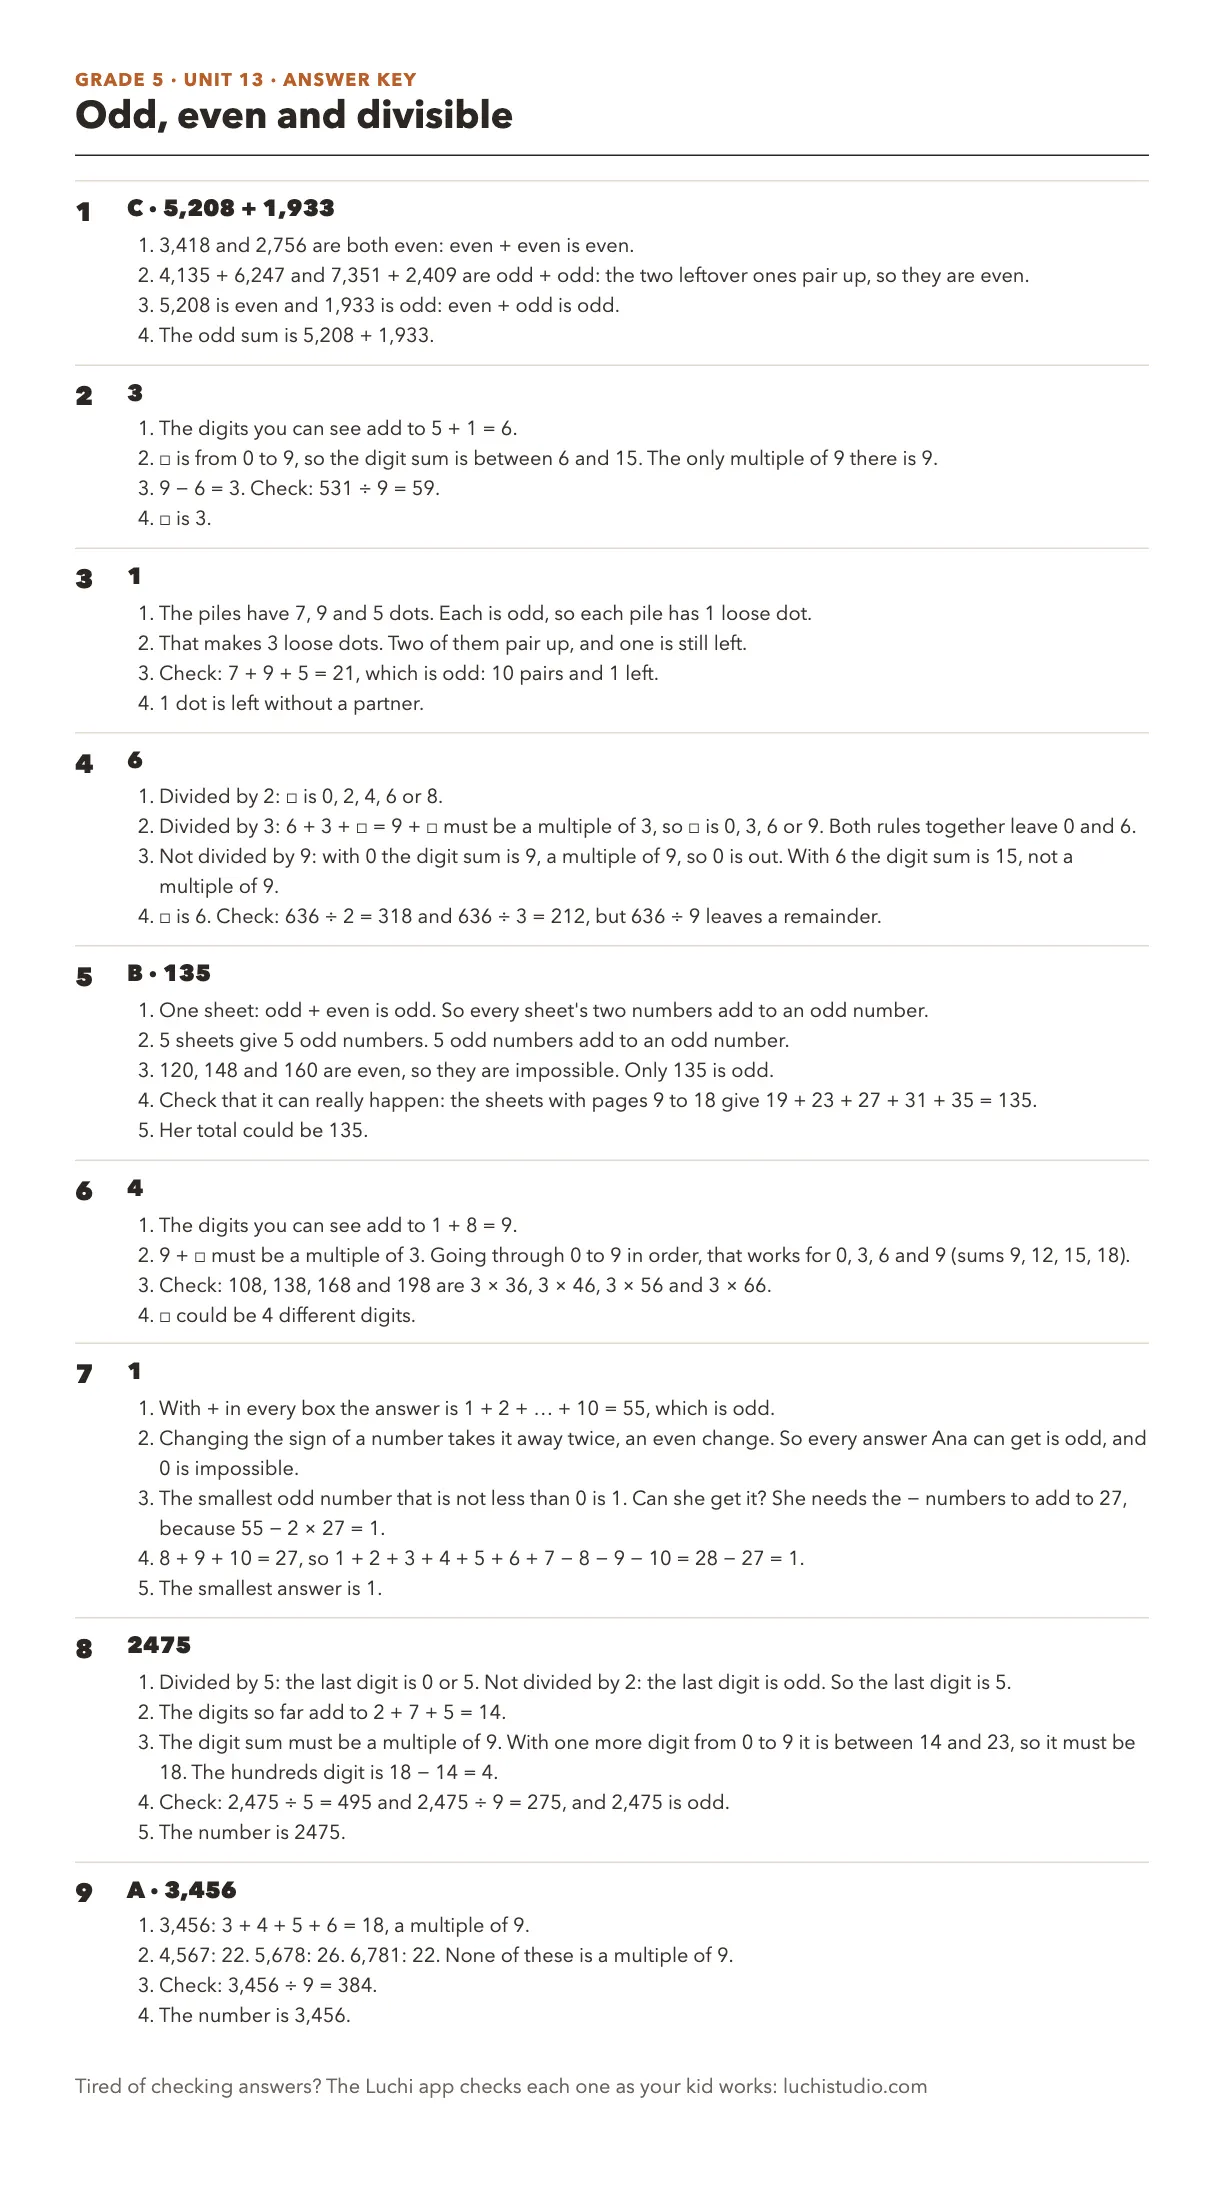 GRADE 5 · UNIT 13 · ANSWER KEY
Odd, even and divisible
1 C · 5,208 + 1,933
1. 3,418 and 2,756 are both even: even + even is even.
2. 4,135 + 6,247 and 7,351 + 2,409 are odd + odd: the two leftover ones pair up, so they are even.
3. 5,208 is even and 1,933 is odd: even + odd is odd.
4. The odd sum is 5,208 + 1,933.
2 3
1. The digits you can see add to 5 + 1 = 6.
2. □ is from 0 to 9, so the digit sum is between 6 and 15. The only multiple of 9 there is 9.
3. 9 − 6 = 3. Check: 531 ÷ 9 = 59.
4. □ is 3.
3 1
1. The piles have 7, 9 and 5 dots. Each is odd, so each pile has 1 loose dot.
2. That makes 3 loose dots. Two of them pair up, and one is still left.
3. Check: 7 + 9 + 5 = 21, which is odd: 10 pairs and 1 left.
4. 1 dot is left without a partner.
4 6
1. Divided by 2: □ is 0, 2, 4, 6 or 8.
2. Divided by 3: 6 + 3 + □ = 9 + □ must be a multiple of 3, so □ is 0, 3, 6 or 9. Both rules together leave 0 and 6.
3. Not divided by 9: with 0 the digit sum is 9, a multiple of 9, so 0 is out. With 6 the digit sum is 15, not a
multiple of 9.
4. □ is 6. Check: 636 ÷ 2 = 318 and 636 ÷ 3 = 212, but 636 ÷ 9 leaves a remainder.
5 B · 135
1. One sheet: odd + even is odd. So every sheet's two numbers add to an odd number.
2. 5 sheets give 5 odd numbers. 5 odd numbers add to an odd number.
3. 120, 148 and 160 are even, so they are impossible. Only 135 is odd.
4. Check that it can really happen: the sheets with pages 9 to 18 give 19 + 23 + 27 + 31 + 35 = 135.
5. Her total could be 135.
6 4
1. The digits you can see add to 1 + 8 = 9.
2. 9 + □ must be a multiple of 3. Going through 0 to 9 in order, that works for 0, 3, 6 and 9 (sums 9, 12, 15, 18).
3. Check: 108, 138, 168 and 198 are 3 × 36, 3 × 46, 3 × 56 and 3 × 66.
4. □ could be 4 different digits.
7 1
1. With + in every box the answer is 1 + 2 + … + 10 = 55, which is odd.
2. Changing the sign of a number takes it away twice, an even change. So every answer Ana can get is odd, and
0 is impossible.
3. The smallest odd number that is not less than 0 is 1. Can she get it? She needs the − numbers to add to 27,
because 55 − 2 × 27 = 1.
4. 8 + 9 + 10 = 27, so 1 + 2 + 3 + 4 + 5 + 6 + 7 − 8 − 9 − 10 = 28 − 27 = 1.
5. The smallest answer is 1.
8 2475
1. Divided by 5: the last digit is 0 or 5. Not divided by 2: the last digit is odd. So the last digit is 5.
2. The digits so far add to 2 + 7 + 5 = 14.
3. The digit sum must be a multiple of 9. With one more digit from 0 to 9 it is between 14 and 23, so it must be
18. The hundreds digit is 18 − 14 = 4.
4. Check: 2,475 ÷ 5 = 495 and 2,475 ÷ 9 = 275, and 2,475 is odd.
5. The number is 2475.
9 A · 3,456
1. 3,456: 3 + 4 + 5 + 6 = 18, a multiple of 9.
2. 4,567: 22. 5,678: 26. 6,781: 22. None of these is a multiple of 9.
3. Check: 3,456 ÷ 9 = 384.
4. The number is 3,456.
Tired of checking answers? The Luchi app checks each one as your kid works: luchistudio.com